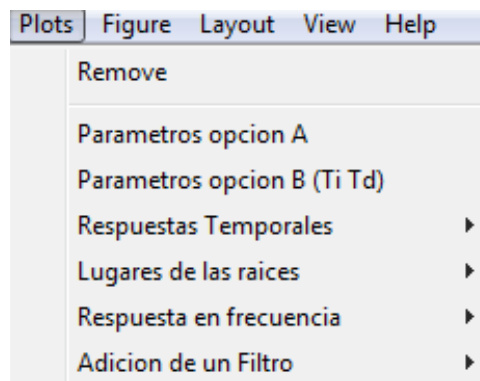 Plots Figure Layout View Help
Remove
Parametros opcion A
Parametros opcion B (Ti Td)
Respuestas Temporales
Lugares de las raices
Respuesta en frecuencia
Adicion de un Filtro